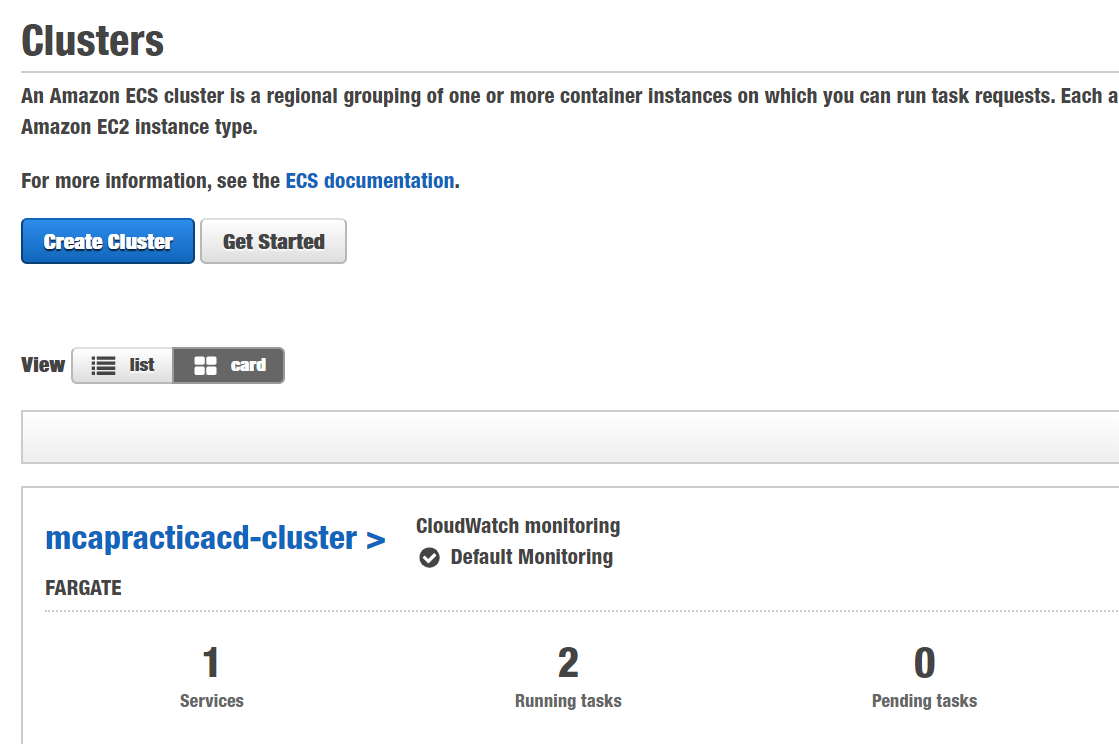 Clusters
An Amazon ECS cluster is a regional grouping of one or more container instances on which you can run task requests. Each a
Amazon EC2 instance type.
For more information, see the ECS documentation.
Create Cluster Get Started
View list card
mcapracticacd-cluster > CloudWatch monitoring
Default Monitoring
FARGATE
1 2 0
Services Running tasks Pending tasks